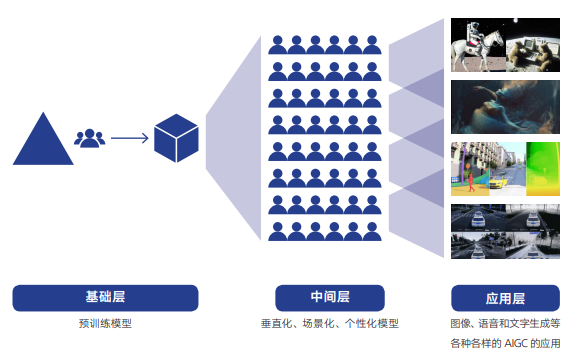 基础层
中间层
应用层
预训练模型
垂直化、场景化、个性化模型
图像、语音和文字生成等
各种各样的 AIGC 的应用